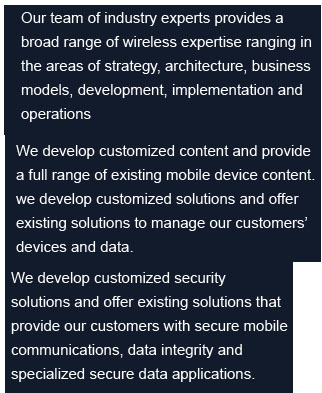 Our team of industry experts provides a
broad range of wireless expertise ranging in
the areas of strategy, architecture, business
models, development, implementation and
operations
We develop customized content and provide
a full range of existing mobile device content.
we develop customized solutions and offer
existing solutions to manage our customers’
devices and data.
We develop customized security
solutions and offer existing solutions that
provide our customers with secure mobile
communications, data integrity and
specialized secure data applications.